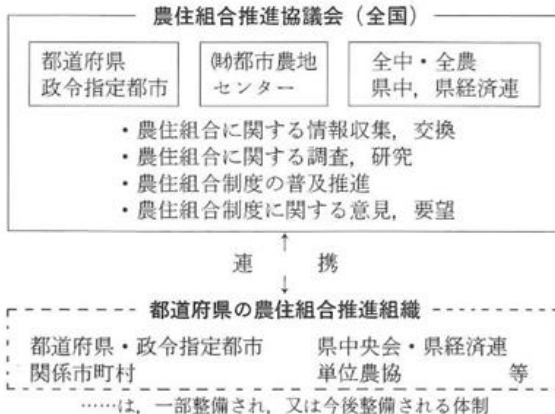 農住組合推進協議会(全国)
都道府県
政令指定都市
㈶都市農地
センター
全中・全農
県中,県経済連
・農住組合に関する情報収集,交換
・農住組合に関する調査,研究
・農住組合制度の普及推進
・農住組合制度に関する意見,要望
連携
都道府県の農住組合推進組織
都道府県・政令指定都市 県中央会・県経済連
関係市町村 単位農協 等
……は,一部整備され,又は今後整備される体制